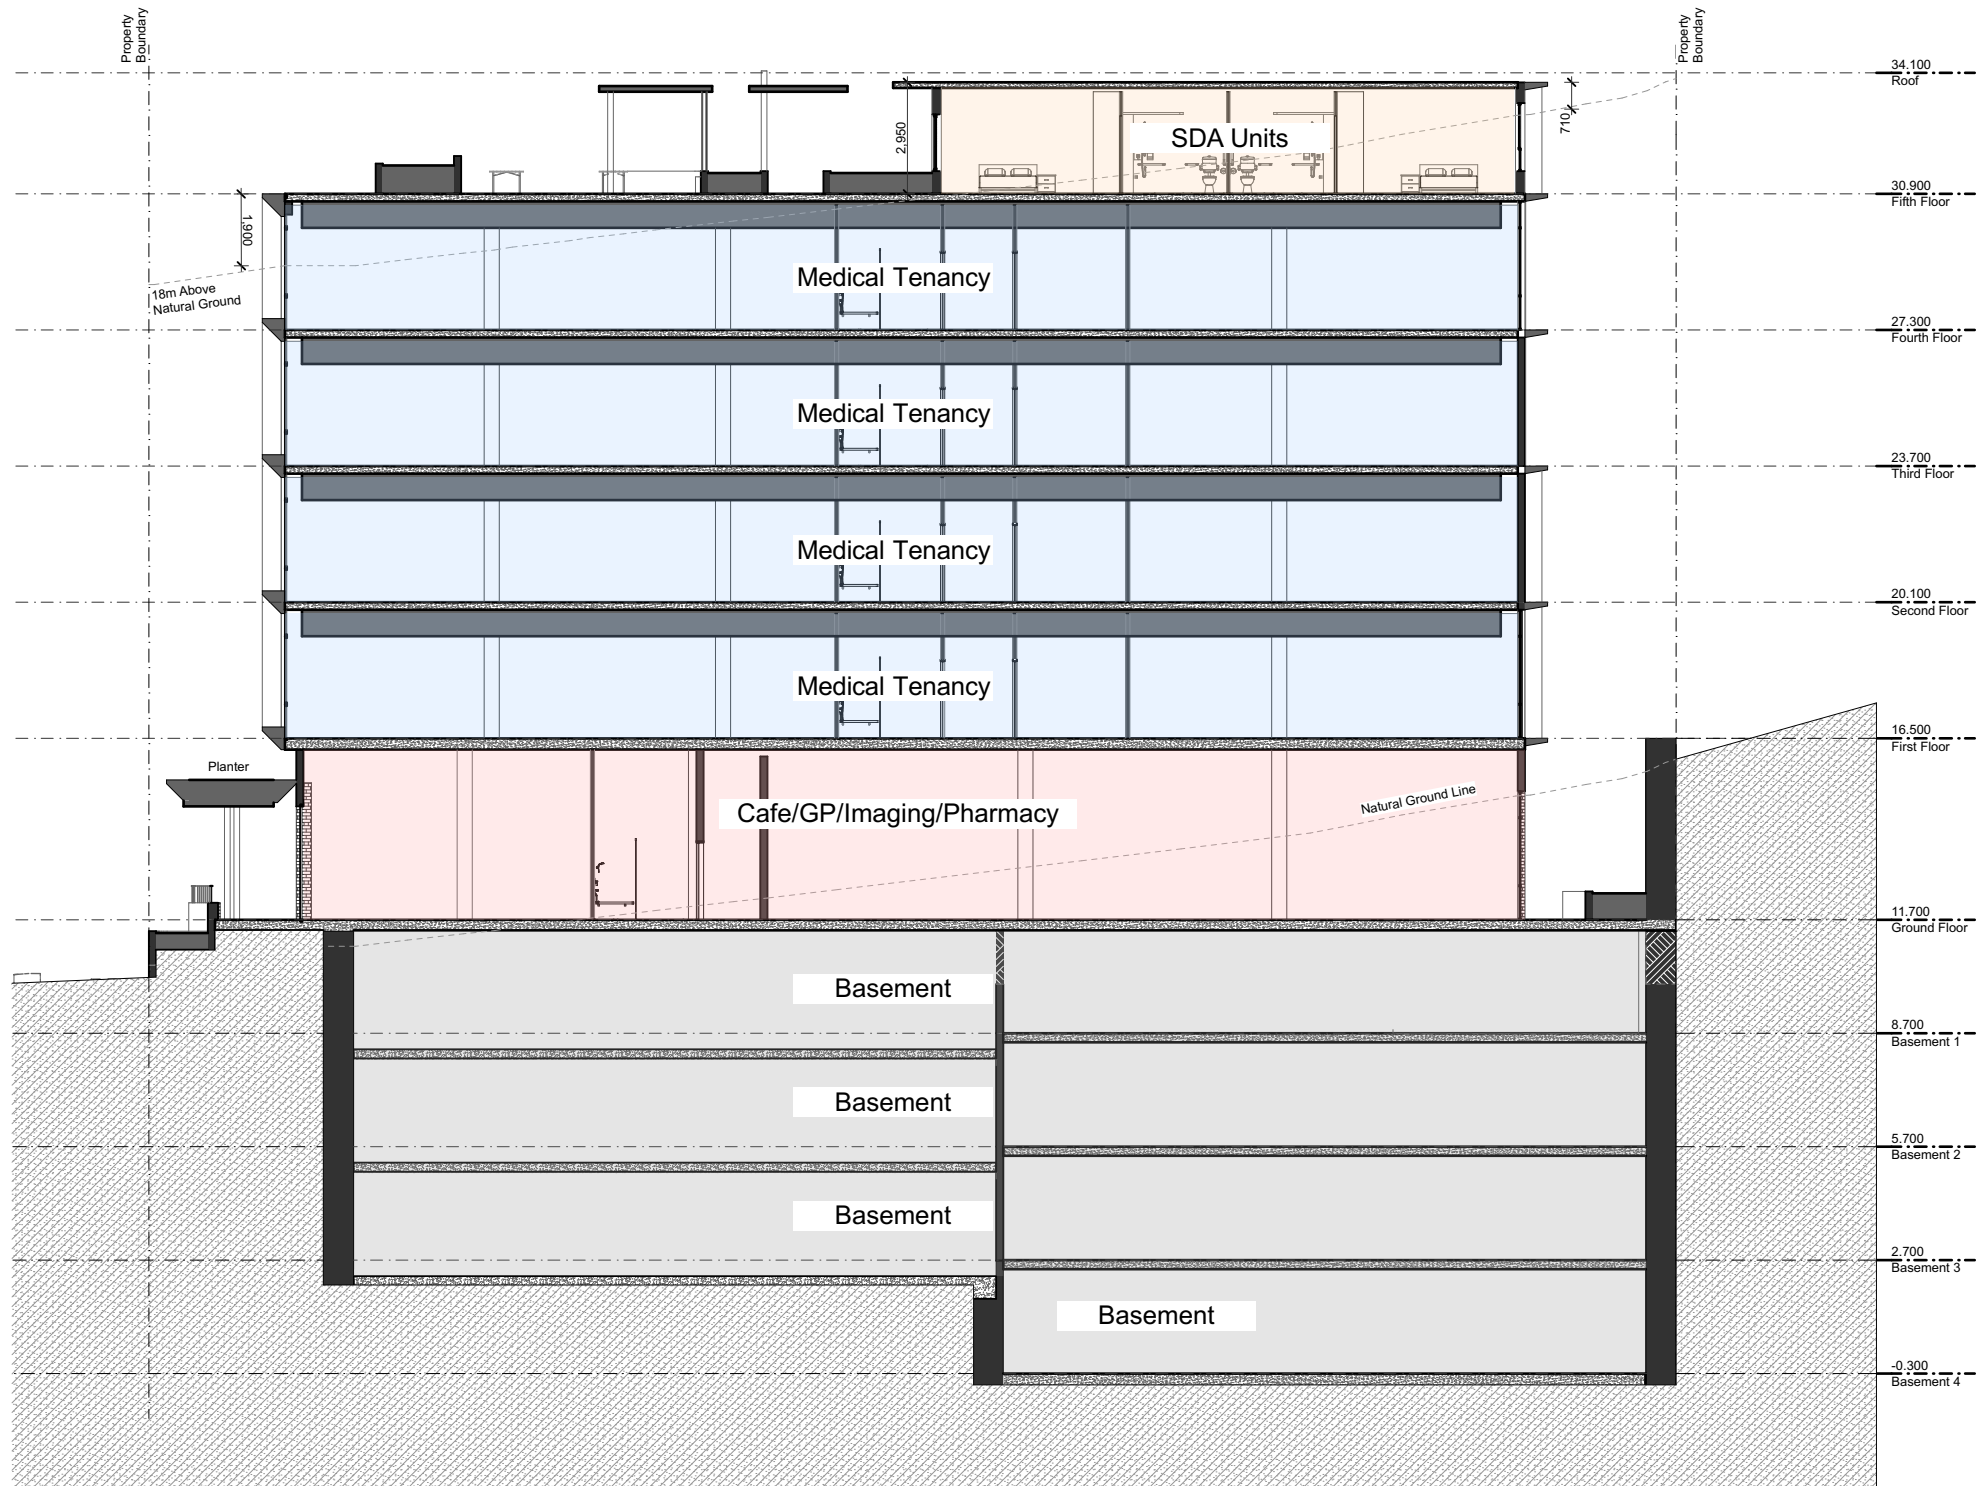 Property
Boundary
Property
Boundary
34.100
Roof
2,950
710
SDA Units
30.900
Fifth Floor
1,900
18m Above
Natural Ground
Medical Tenancy
27.300
Fourth Floor
Medical Tenancy
23.700
Third Floor
Medical Tenancy
20.100
Second Floor
Medical Tenancy
16.500
First Floor
Planter
Cafe/GP/Imaging/Pharmacy
Natural Ground Line
11.700
Ground Floor
Basement
8.700
Basement 1
Basement
5.700
Basement 2
Basement
2.700
Basement 3
Basement
-0.300
Basement 4